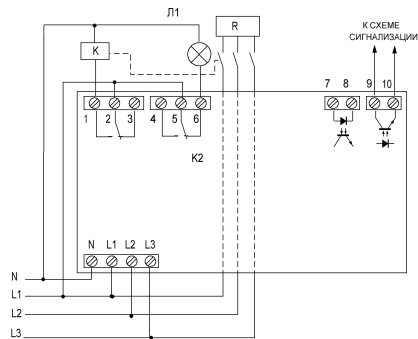 Л1
R
К СХЕМЕ
СИГНАЛИЗАЦИИ
K
7 8 9 10
1 2 3 4 5 6
K2
N L1 L2 L3
N
L1
L2
L3